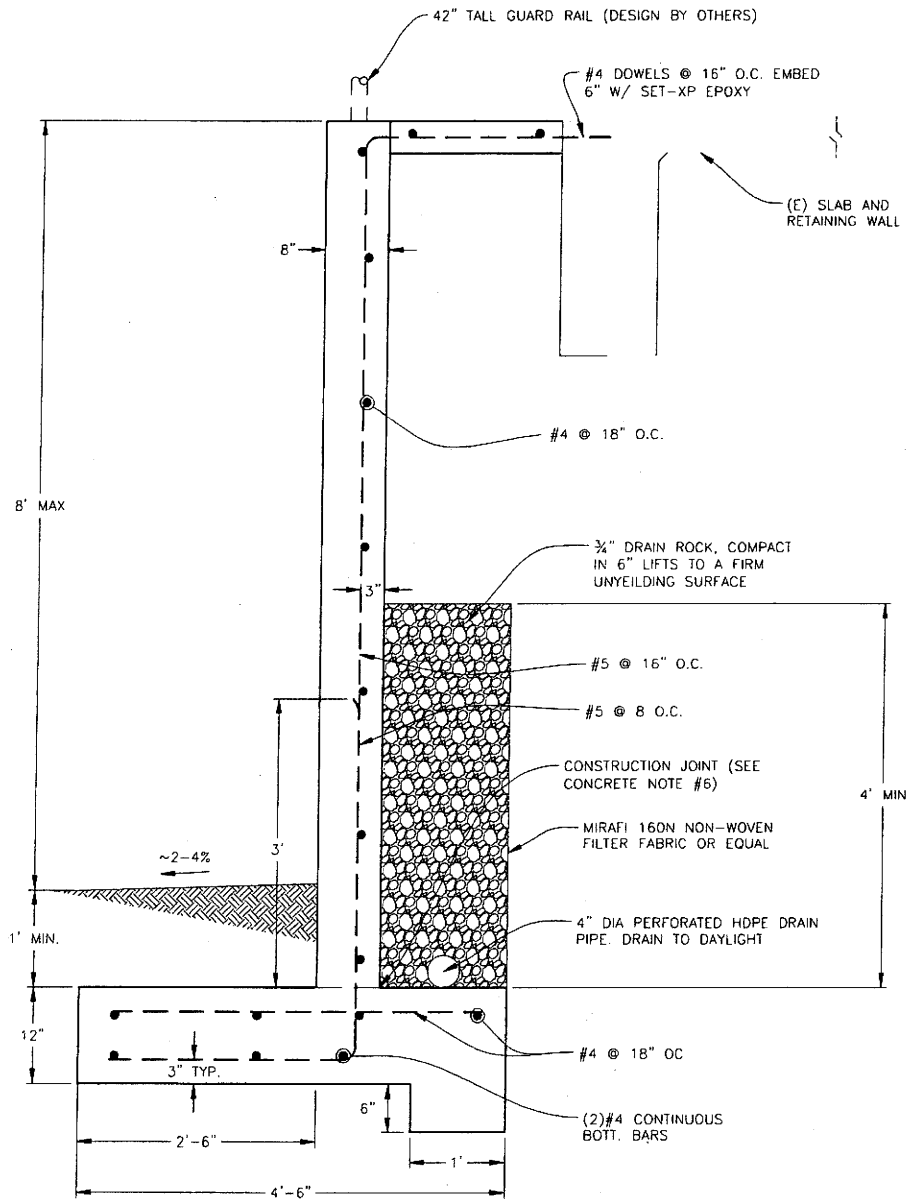 42" TALL GUARD RAIL (DESIGN BY OTHERS)
#4 DOWELS @ 16" O.C. EMBED
6" W/ SET-XP EPOXY
(E) SLAB AND
RETAINING WALL
8"
#4 @ 18" O.C.
8' MAX
¾" DRAIN ROCK, COMPACT
IN 6" LIFTS TO A FIRM
UNYEILDING SURFACE
3"
#5 @ 16" O.C.
#5 @ 8 O.C.
CONSTRUCTION JOINT (SEE
CONCRETE NOTE #6)
4' MIN
MIRAFI 160N NON-WOVEN
FILTER FABRIC OR EQUAL
3'
~2-4%
4" DIA PERFORATED HDPE DRAIN
PIPE. DRAIN TO DAYLIGHT
1' MIN.
12"
#4 @ 18" OC
3" TYP.
6"
(2)#4 CONTINUOUS
BOTT. BARS
2'-6"
1'
4'-6"